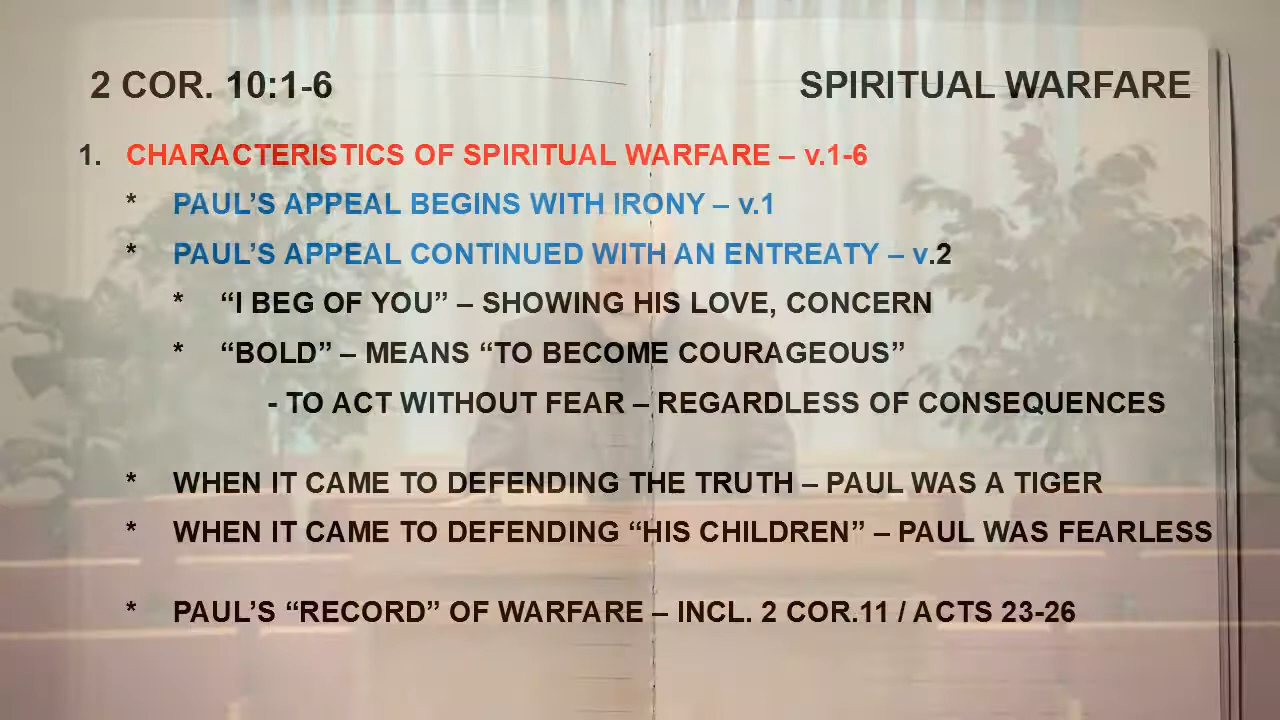 2 COR. 10:1-6 SPIRITUAL WARFARE
1. CHARACTERISTICS OF SPIRITUAL WARFARE – v.1-6
* PAUL’S APPEAL BEGINS WITH IRONY – v.1
* PAUL’S APPEAL CONTINUED WITH AN ENTREATY – v.2
* “I BEG OF YOU” – SHOWING HIS LOVE, CONCERN
* “BOLD” – MEANS “TO BECOME COURAGEOUS”
- TO ACT WITHOUT FEAR – REGARDLESS OF CONSEQUENCES
* WHEN IT CAME TO DEFENDING THE TRUTH – PAUL WAS A TIGER
* WHEN IT CAME TO DEFENDING “HIS CHILDREN” – PAUL WAS FEARLESS
* PAUL’S “RECORD” OF WARFARE – INCL. 2 COR.11 / ACTS 23-26